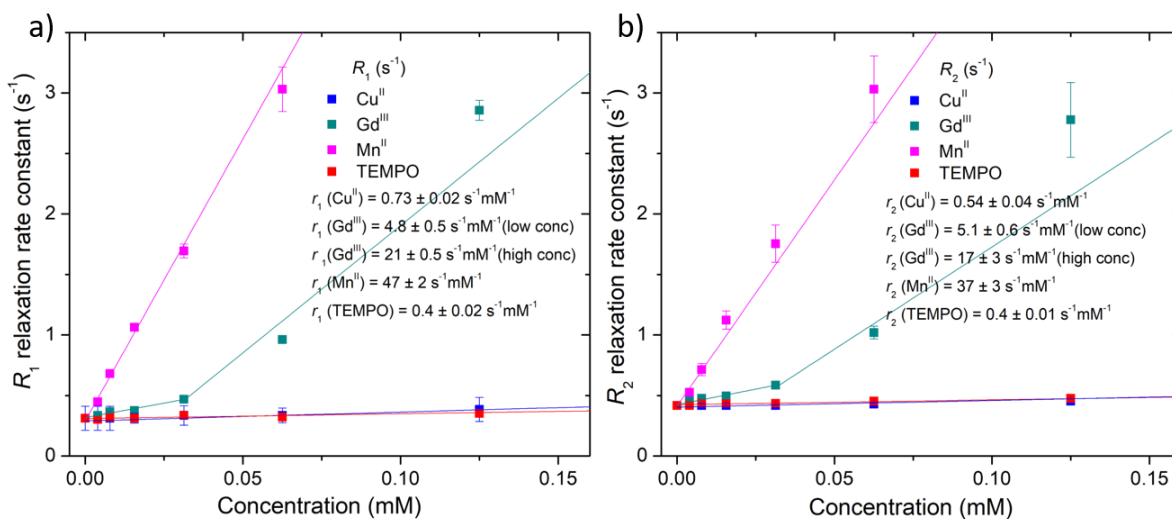 a)
R1 (s-1)
CuII
GdIII
MnII
TEMPO
r1 (CuII) = 0.73 ± 0.02 s-1mM-1
r1 (GdIII) = 4.8 ± 0.5 s-1mM-1(low conc)
r1(GdIII) = 21 ± 0.5 s-1mM-1(high conc)
r1 (MnII) = 47 ± 2 s-1mM-1
r1 (TEMPO) = 0.4 ± 0.02 s-1mM-1
R1 relaxation rate constant (s-1)
3
2
1
0
0.00
0.05
0.10
0.15
Concentration (mM)
b)
R2 (s-1)
CuII
GdIII
MnII
TEMPO
r2 (CuII) = 0.54 ± 0.04 s-1mM-1
r2 (GdIII) = 5.1 ± 0.6 s-1mM-1(low conc)
r2 (GdIII) = 17 ± 3 s-1mM-1(high conc)
r2 (MnII) = 37 ± 3 s-1mM-1
r2 (TEMPO) = 0.4 ± 0.01 s-1mM-1
R2 relaxation rate constant (s-1)
3
2
1
0
0.00
0.05
0.10
0.15
Concentration (mM)